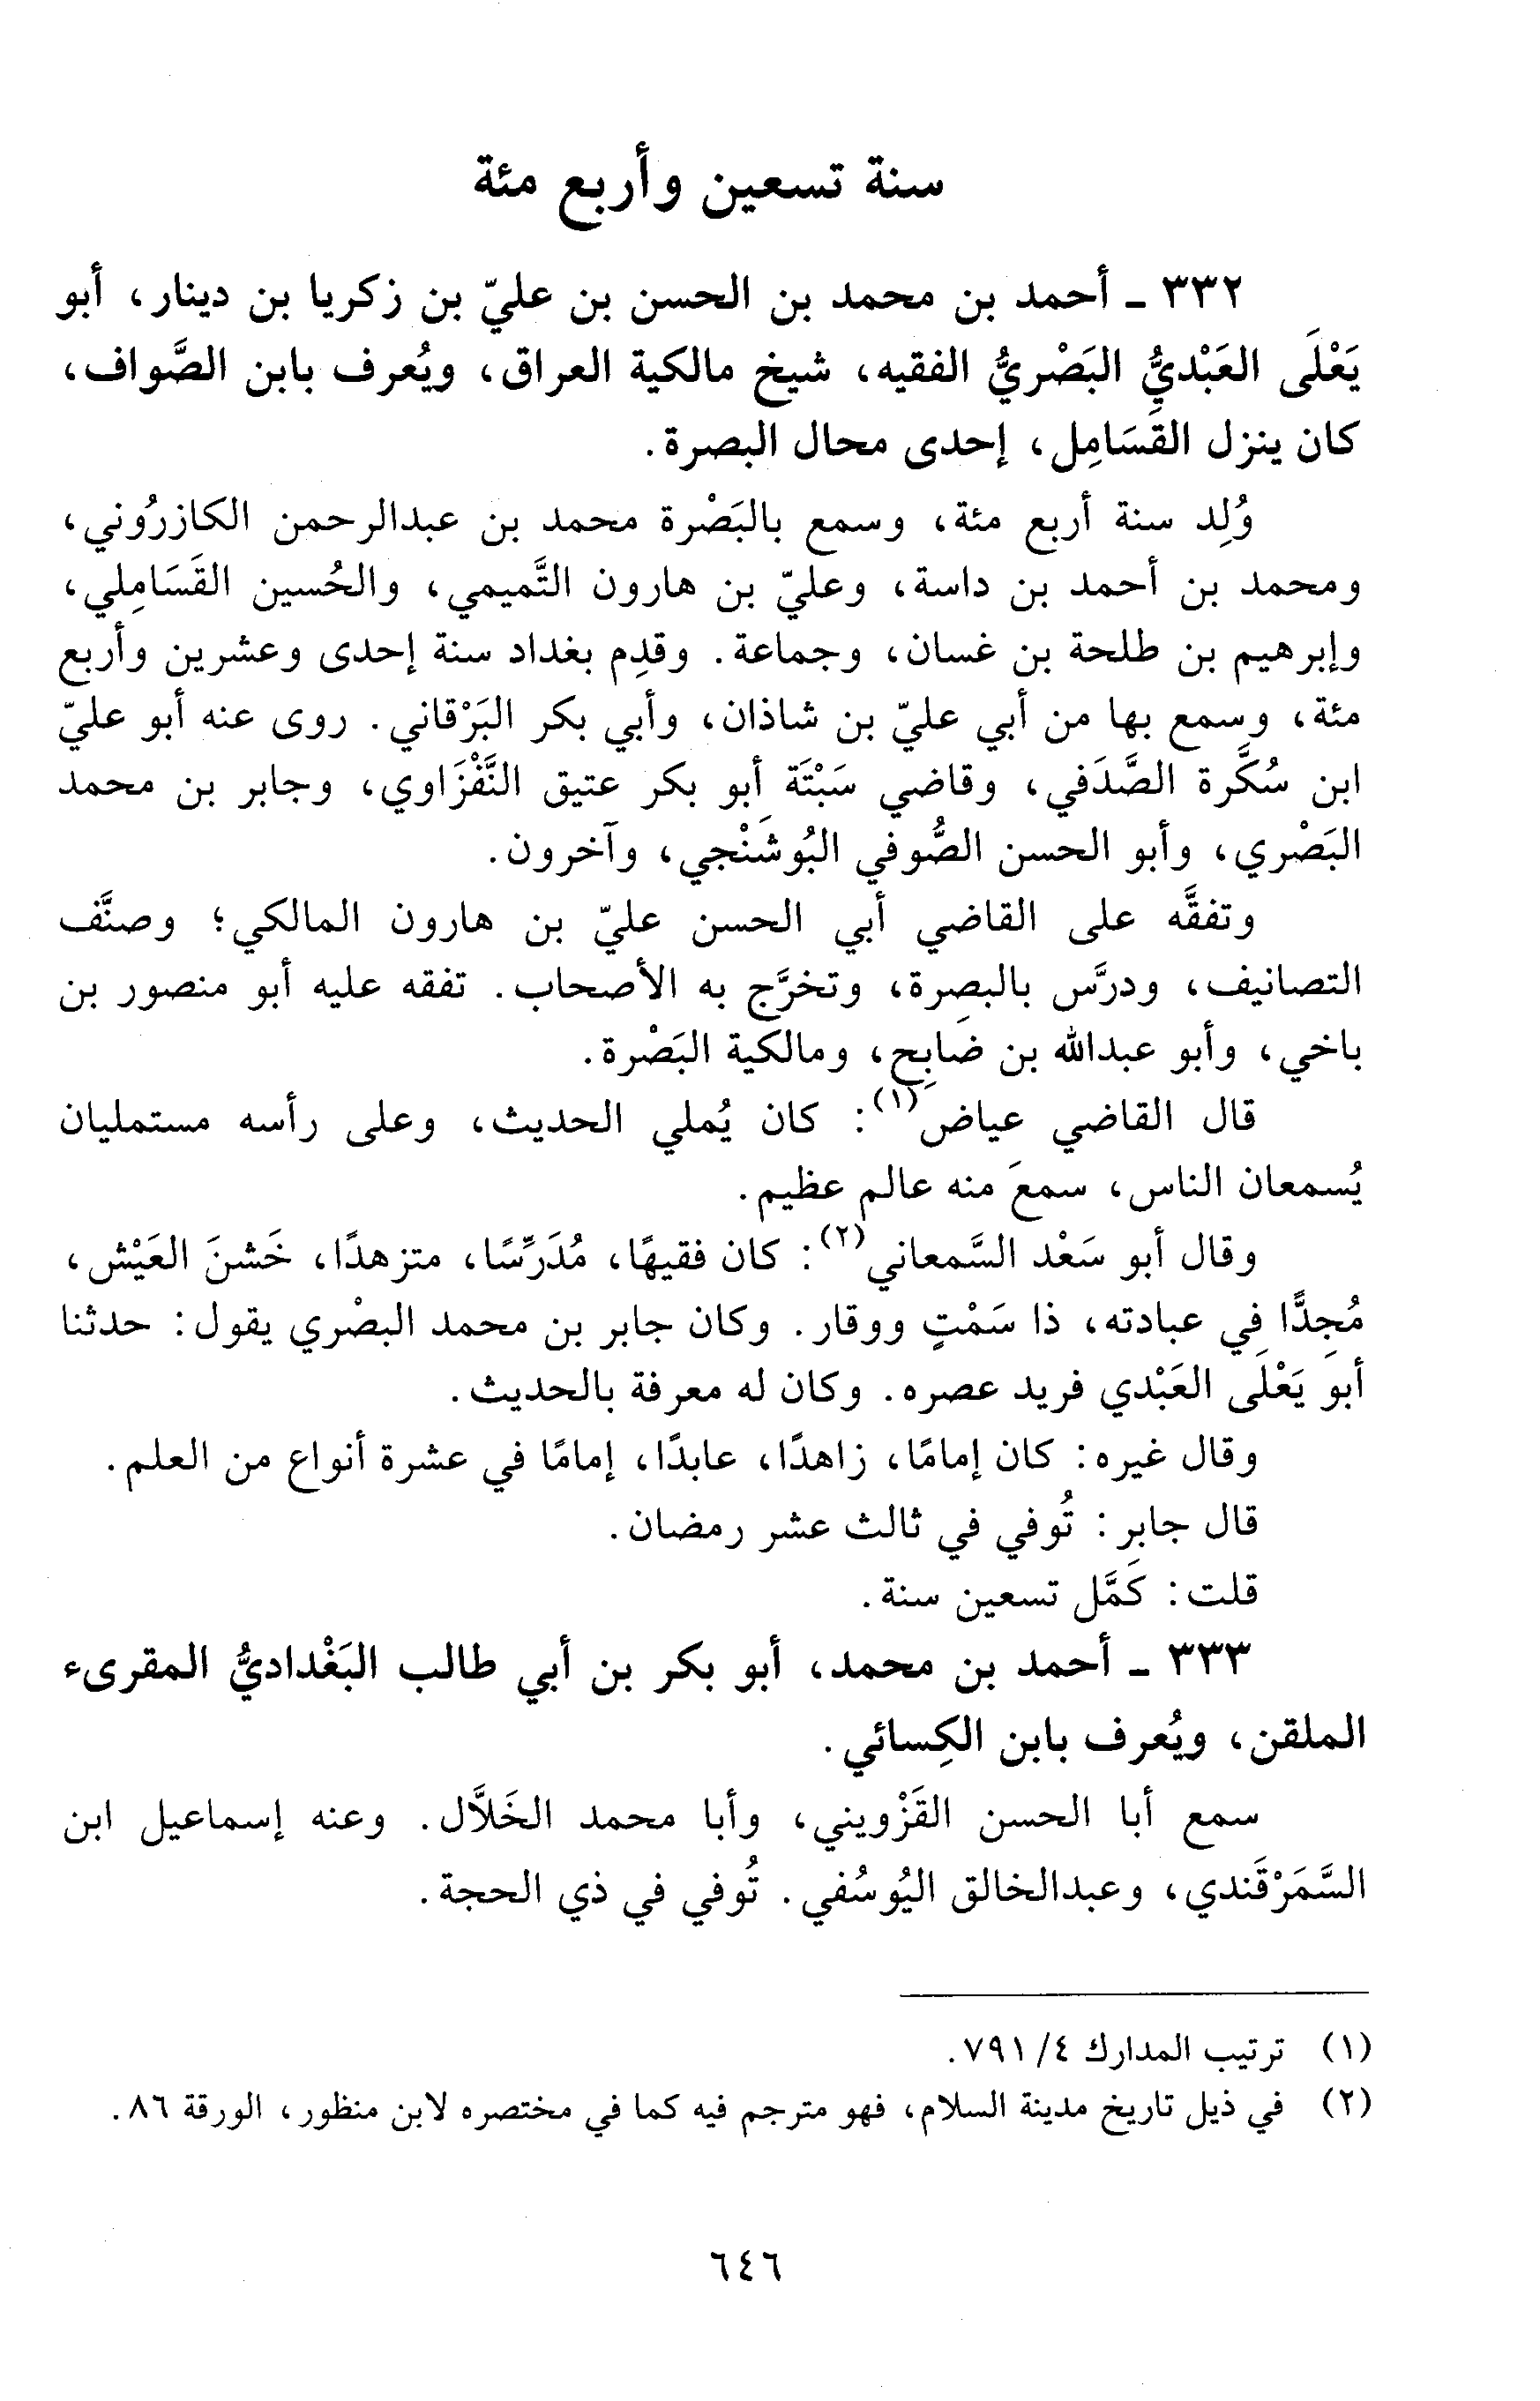 سنة تسعين وأربع مئة
٣٣٢ ـ أحمد بن محمد بن الحسن بن عليّ بن زكريا بن دينار، أبو
يَعْلَى العَبْديُّ البَصْريُّ الفقيه، شيخ مالكية العراق، ويُعرف بابن الصَّواف،
كان ينزل القَسَامِل، إحدى محال البصرة.
وُلِد سنة أربع مئة، وسمع بالبَصْرة محمد بن عبدالرحمن الكازرُوني،
ومحمد بن أحمد بن داسة، وعليّ بن هارون التَّميمي، والحُسين القَسَامِلي،
وإبرهيم بن طلحة بن غسان، وجماعة. وقدِم بغداد سنة إحدى وعشرين وأربع
مئة، وسمع بها من أبي عليّ بن شاذان، وأبي بكر البَرْقاني. روى عنه أبو عليّ
ابن سُكَّرة الصَّدَفي، وقاضي سَبْتَة أبو بكر عتيق النَّفْزَاوي، وجابر بن محمد
البَصْري، وأبو الحسن الصُّوفي البُوشَنْجي، وآخرون.
وتفقَّه على القاضي أبي الحسن عليّ بن هارون المالكي؛ وصنَّف
التصانيف، ودرَّس بالبصرة، وتخرَّج به الأصحاب. تفقه عليه أبو منصور بن
باخي، وأبو عبدالله بن ضَابِح، ومالكية البَصْرة.
قال القاضي عياض(١): كان يُملي الحديث، وعلى رأسه مستمليان
يُسمعان الناس، سمعَ منه عالم عظيم.
وقال أبو سَعْد السَّمعاني(٢): كان فقيهًا، مُدَرِّسًا، متزهدًا، خَشنَ العَيْش،
مُجِدًّا في عبادته، ذا سَمْتٍ ووقار. وكان جابر بن محمد البصْري يقول: حدثنا
أبو يَعْلَى العَبْدي فريد عصره. وكان له معرفة بالحديث.
وقال غيره: كان إمامًا، زاهدًا، عابدًا، إمامًا في عشرة أنواع من العلم.
قال جابر: تُوفي في ثالث عشر رمضان.
قلت: كَمَّل تسعين سنة.
٣٣٣ ـ أحمد بن محمد، أبو بكر بن أبي طالب البَغْداديُّ المقرىء
الملقن، ويُعرف بابن الكِسائي.
سمع أبا الحسن القَزْويني، وأبا محمد الخَلاَّل. وعنه إسماعيل ابن
السَّمَرْقَندي، وعبدالخالق اليُوسُفي. تُوفي في ذي الحجة.
(١) ترتيب المدارك ٤/ ٧٩١.
(٢) في ذيل تاريخ مدينة السلام، فهو مترجم فيه كما في مختصره لابن منظور، الورقة ٨٦.
٦٤٦